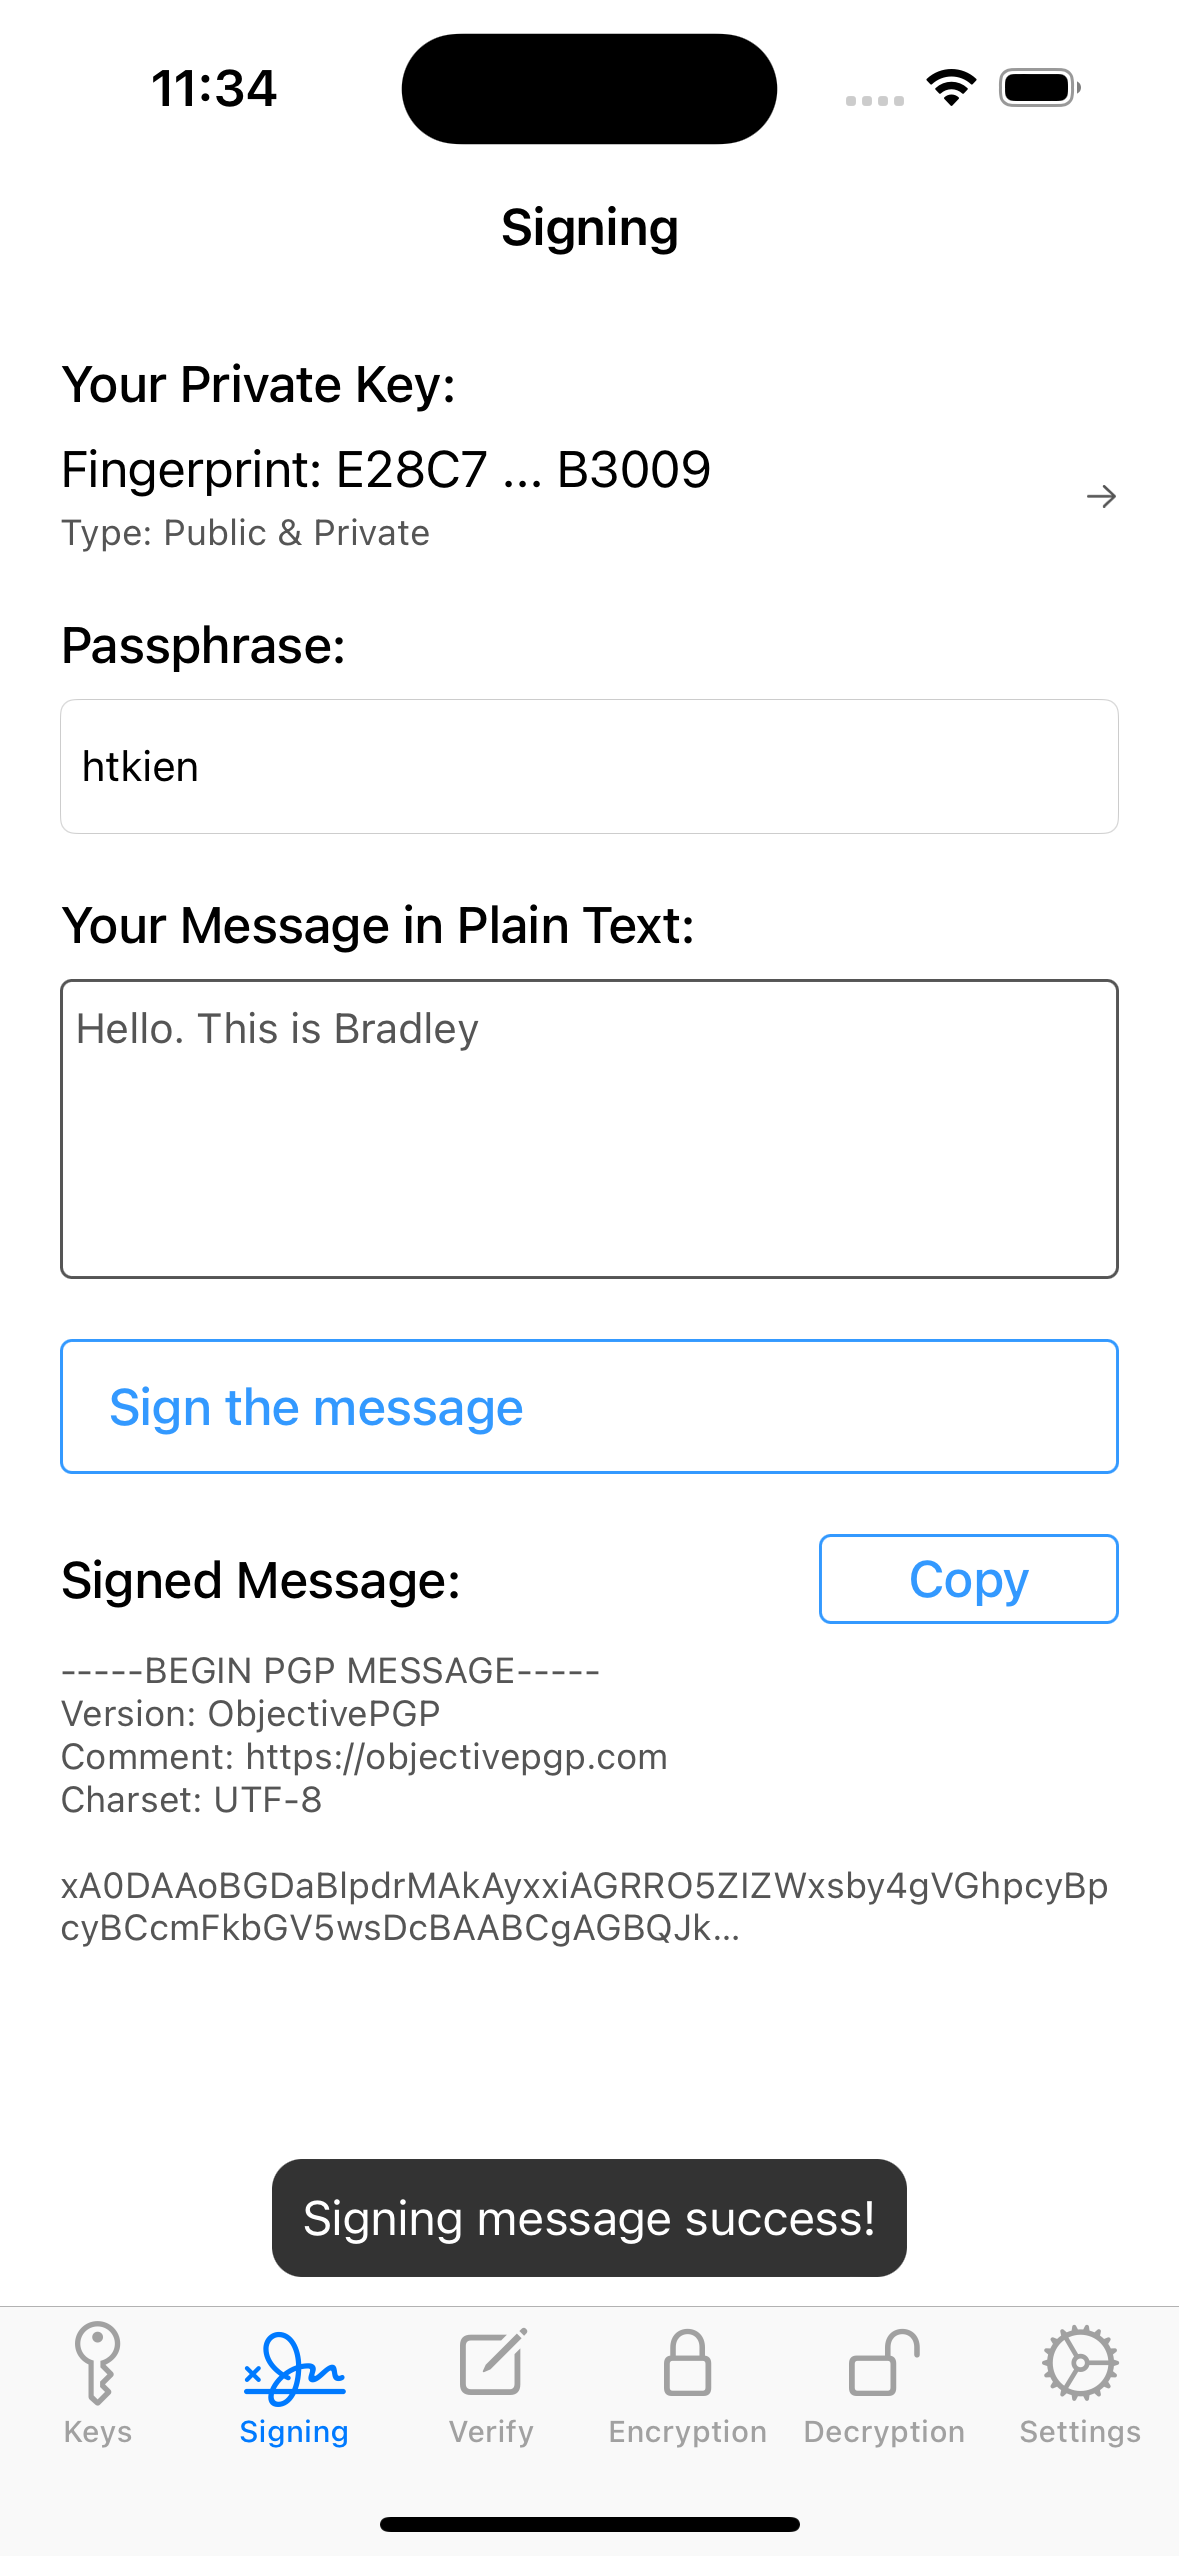 11:34
Signing
Your Private Key:
Fingerprint: E28C7 ... B3009
Type: Public & Private
Passphrase:
htkien
Your Message in Plain Text:
Hello. This is Bradley
Sign the message
Signed Message:
Copy
-----BEGIN PGP MESSAGE-----
Version: ObjectivePGP
Comment: https://objectivepgp.com
Charset: UTF-8
xA0DAAoBGDaBlpdrMAkAyxxiAGRRO5ZIZWxsby4gVGhpcyBp
cyBCcmFkbGV5wsDcBAABCgAGBQJk...
Signing message success!
Keys
Signing
Verify
Encryption
Decryption
Settings